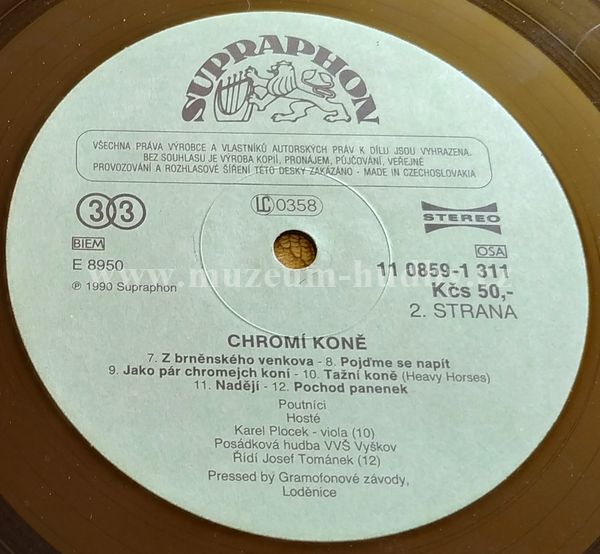 SUPRAPHON
VŠECHNA PRÁVA VÝROBCE A VLASTNÍKŮ AUTORSKÝCH PRÁV K DÍLU JSOU VYHRAZENA.
BEZ SOUHLASU JE VÝROBA KOPIÍ, PRONÁJEM, PŮJČOVÁNÍ, VEŘEJNÉ
PROVOZOVÁNÍ A ROZHLASOVÉ ŠÍŘENÍ TÉTO DESKY ZAKÁZÁNO • MADE IN CZECHOSLOVAKIA
33
LC 0358
STEREO
BIEM
OSA
E 8950
11 0859-1 311
www.muzeum-hud
Kčs 50,-
℗ 1990 Supraphon
2. STRANA
CHROMÍ KONĚ
7. Z brněnského venkova - 8. Pojďme se napít
9. Jako pár chromejch koní - 10. Tažní koně (Heavy Horses)
11. Nadějí - 12. Pochod panenek
Poutníci
Hosté
Karel Plocek - viola (10)
Posádková hudba VVŠ Vyškov
Řídí Josef Tománek (12)
Pressed by Gramofonové závody,
Loděnice